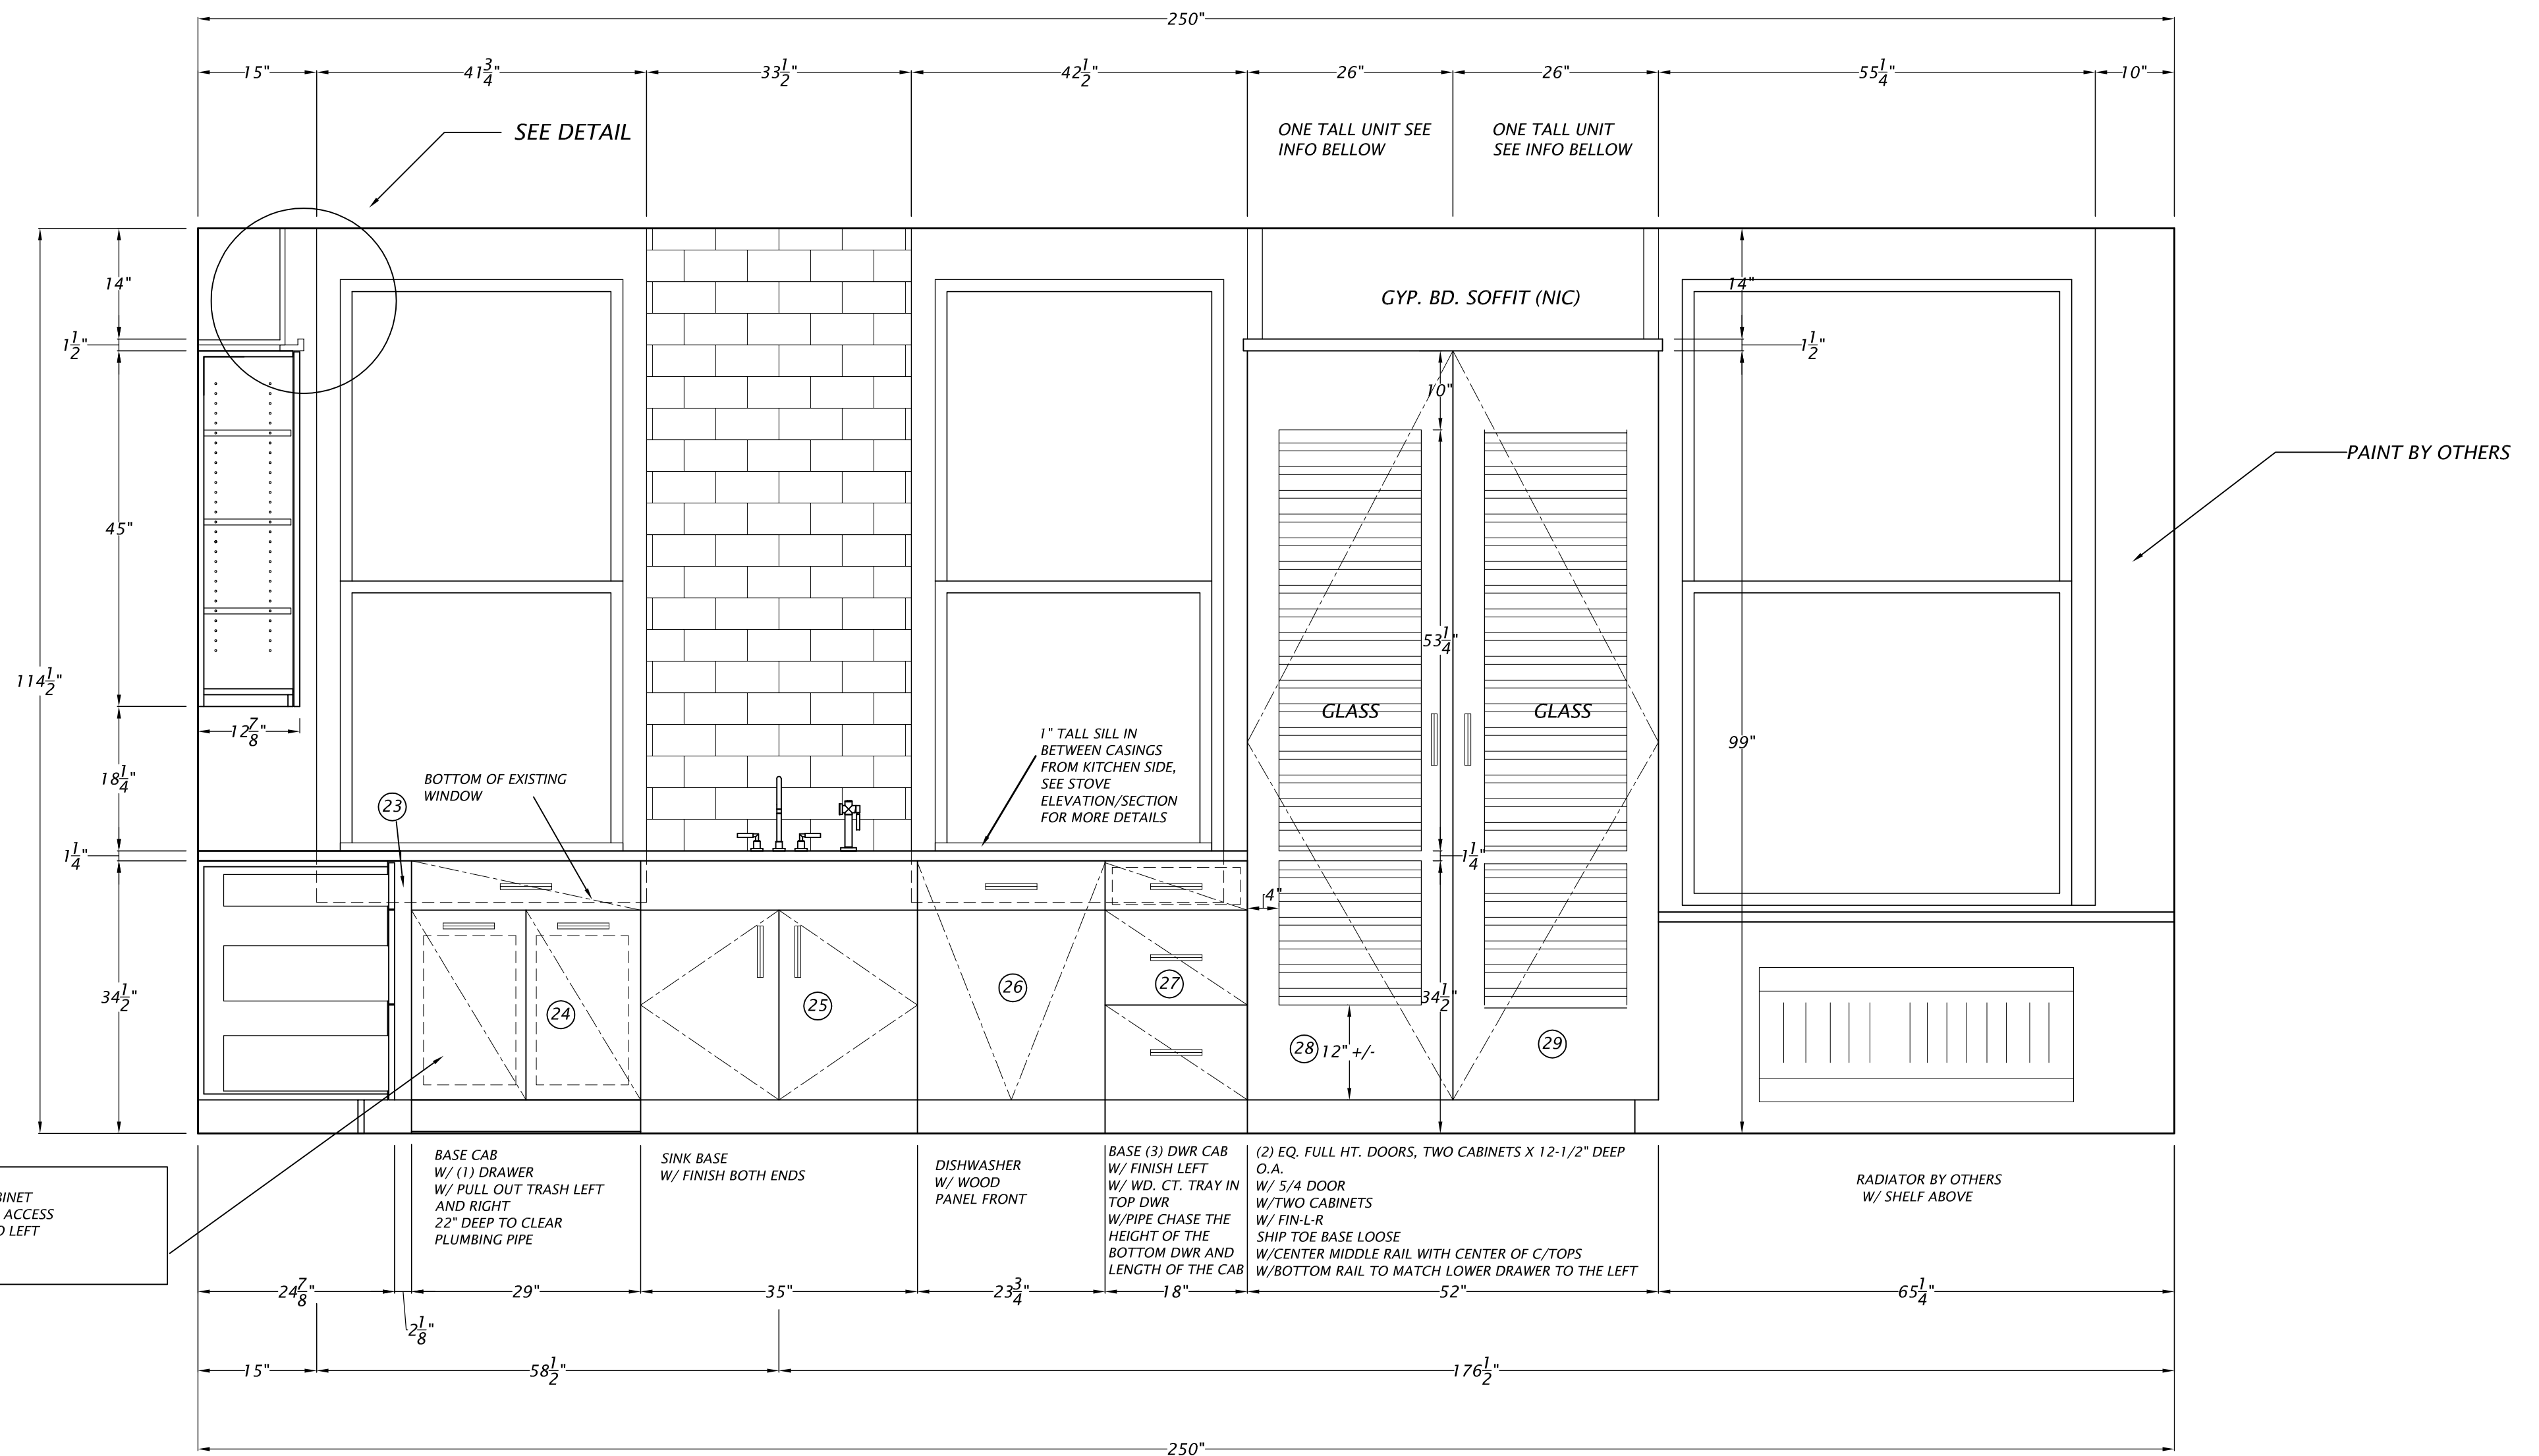 250"
15"
41 3/4"
33 1/2"
42 1/2"
26"
26"
55 1/4"
10"
SEE DETAIL
ONE TALL UNIT SEE
INFO BELLOW
ONE TALL UNIT
SEE INFO BELLOW
14"
1 1/2"
45"
114 1/2"
12 7/8"
18 1/4"
1 1/4"
34 1/2"
GYP. BD. SOFFIT (NIC)
14"
1 1/2"
10"
PAINT BY OTHERS
53 1/4"
GLASS
GLASS
99"
1" TALL SILL IN
BETWEEN CASINGS
FROM KITCHEN SIDE,
SEE STOVE
ELEVATION/SECTION
FOR MORE DETAILS
BOTTOM OF EXISTING
WINDOW
23
1 1/4"
4"
24
25
26
27
34 1/2"
28
12" +/-
29
BINET
ACCESS
LEFT
BASE CAB
W/ (1) DRAWER
W/ PULL OUT TRASH LEFT
AND RIGHT
22" DEEP TO CLEAR
PLUMBING PIPE
SINK BASE
W/ FINISH BOTH ENDS
DISHWASHER
W/ WOOD
PANEL FRONT
BASE (3) DWR CAB
W/ FINISH LEFT
W/ WD. CT. TRAY IN
TOP DWR
W/PIPE CHASE THE
HEIGHT OF THE
BOTTOM DWR AND
LENGTH OF THE CAB
(2) EQ. FULL HT. DOORS, TWO CABINETS X 12-1/2" DEEP
O.A.
W/ 5/4 DOOR
W/TWO CABINETS
W/ FIN-L-R
SHIP TOE BASE LOOSE
W/CENTER MIDDLE RAIL WITH CENTER OF C/TOPS
W/BOTTOM RAIL TO MATCH LOWER DRAWER TO THE LEFT
RADIATOR BY OTHERS
W/ SHELF ABOVE
24 7/8"
2 1/8"
29"
35"
23 3/4"
18"
52"
65 1/4"
15"
58 1/2"
176 1/2"
250"